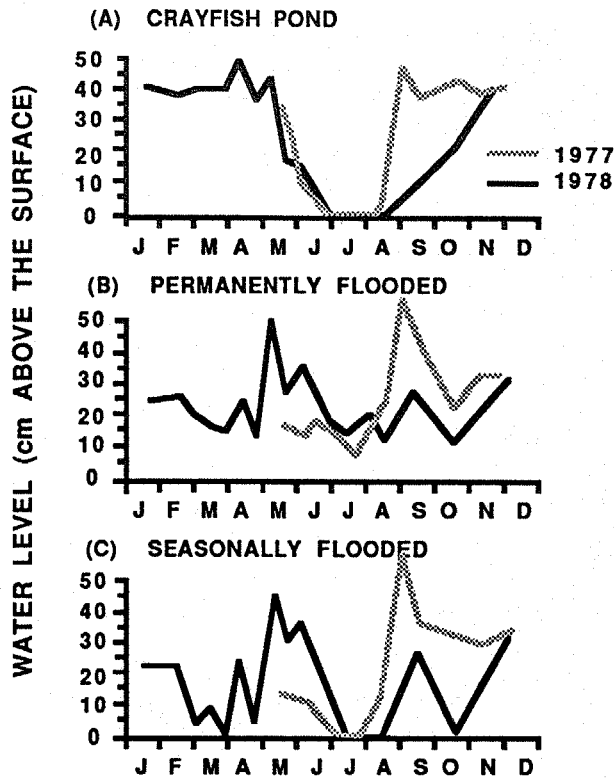 WATER LEVEL (cm ABOVE THE SURFACE)
(A) CRAYFISH POND
50
40
30
20
10
0
1977
1978
J F M A M J J A S O N D
(B) PERMANENTLY FLOODED
50
40
30
20
10
0
J F M A M J J A S O N D
(C) SEASONALLY FLOODED
50
40
30
20
10
0
J F M A M J J A S O N D